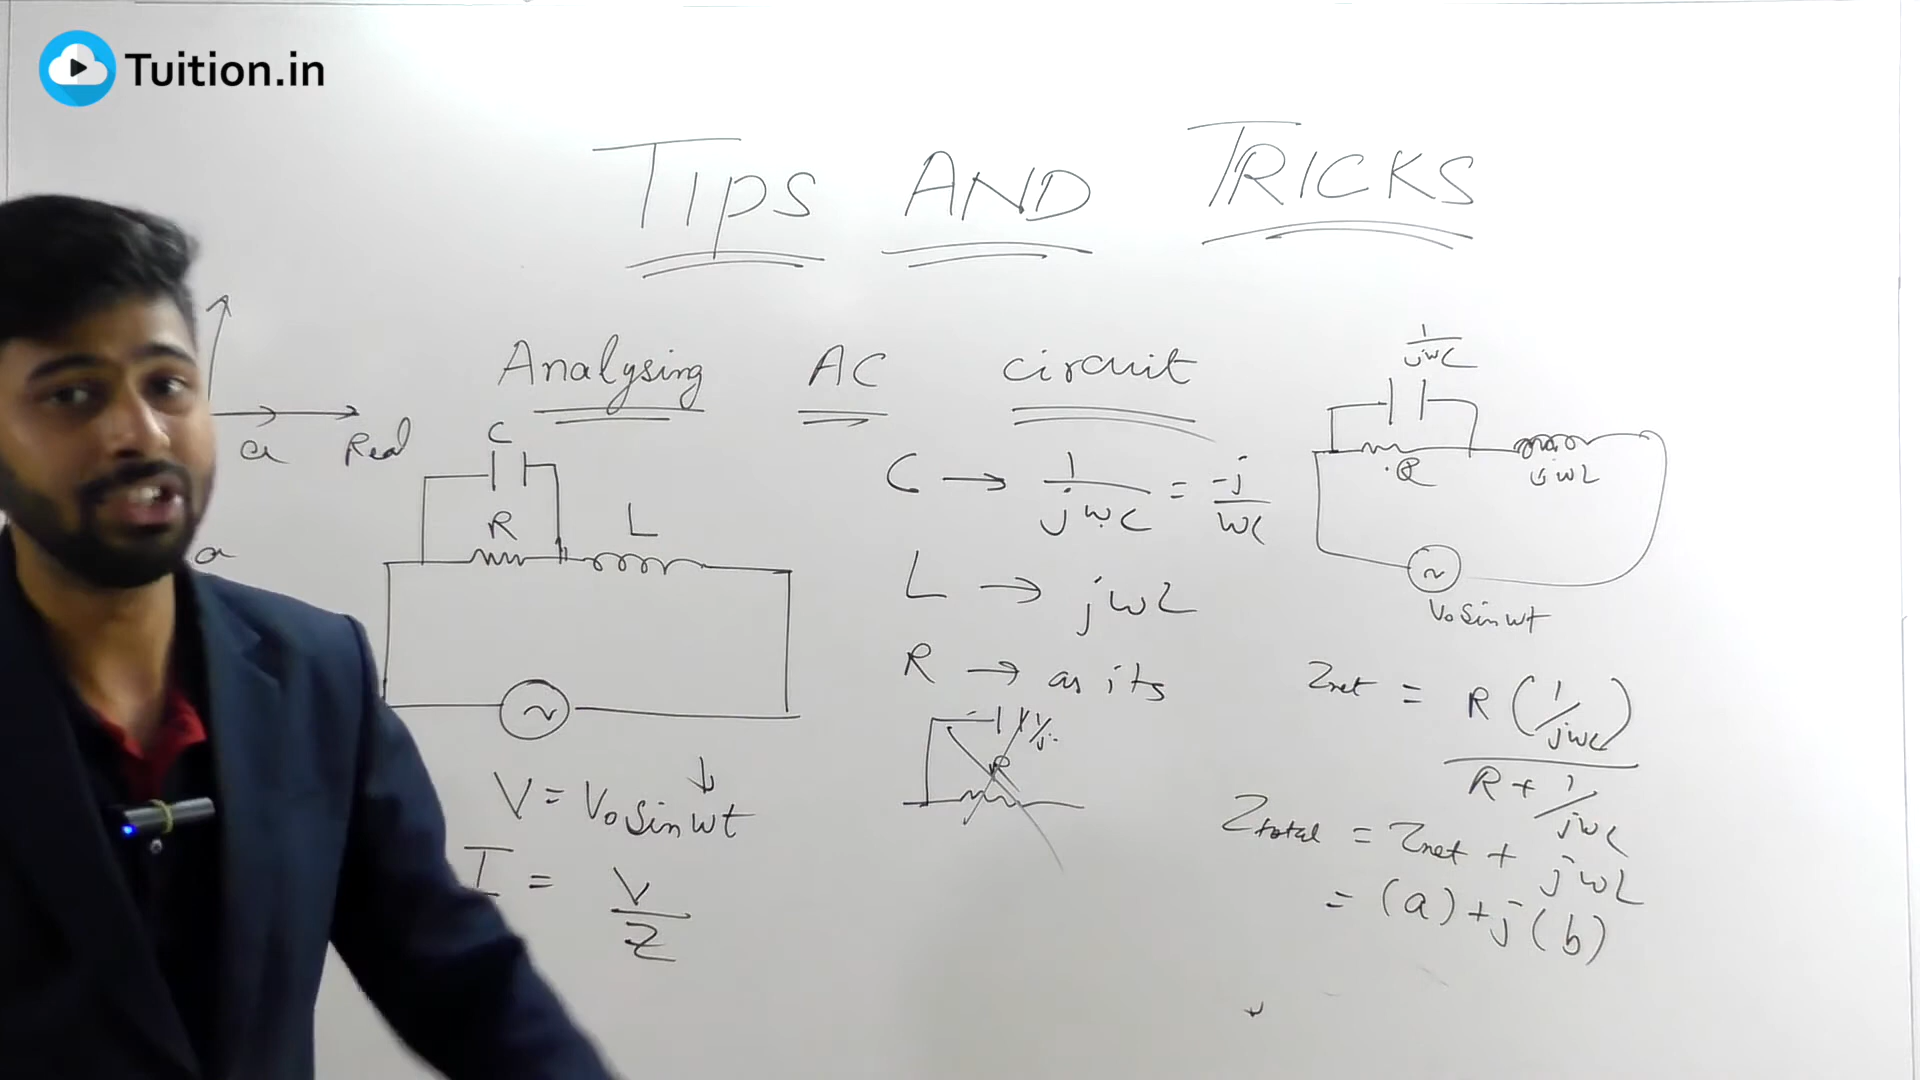 Tuition.in
TIPS AND TRICKS
Analysing AC circuit
a Real
a
C
R L
V = V₀ sin ωt
I = V/Z
C → 1/jωC = -j/ωC
L → jωL
R → as its
R
1/jωC
R jωL
~
V₀ sin ωt
Znet = R (1/jωC) / R + 1/jωC
Ztotal = Znet + jωL
= (a) + j (b)